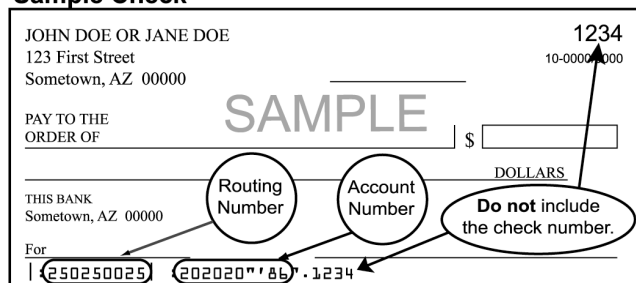 Sample Check
JOHN DOE OR JANE DOE
1234
123 First Street
10-0000/0000
Sometown, AZ 00000
SAMPLE
PAY TO THE
ORDER OF
$
DOLLARS
THIS BANK
Sometown, AZ 00000
Routing
Number
Account
Number
Do not include
the check number.
For
250250025
202020"'86".1234